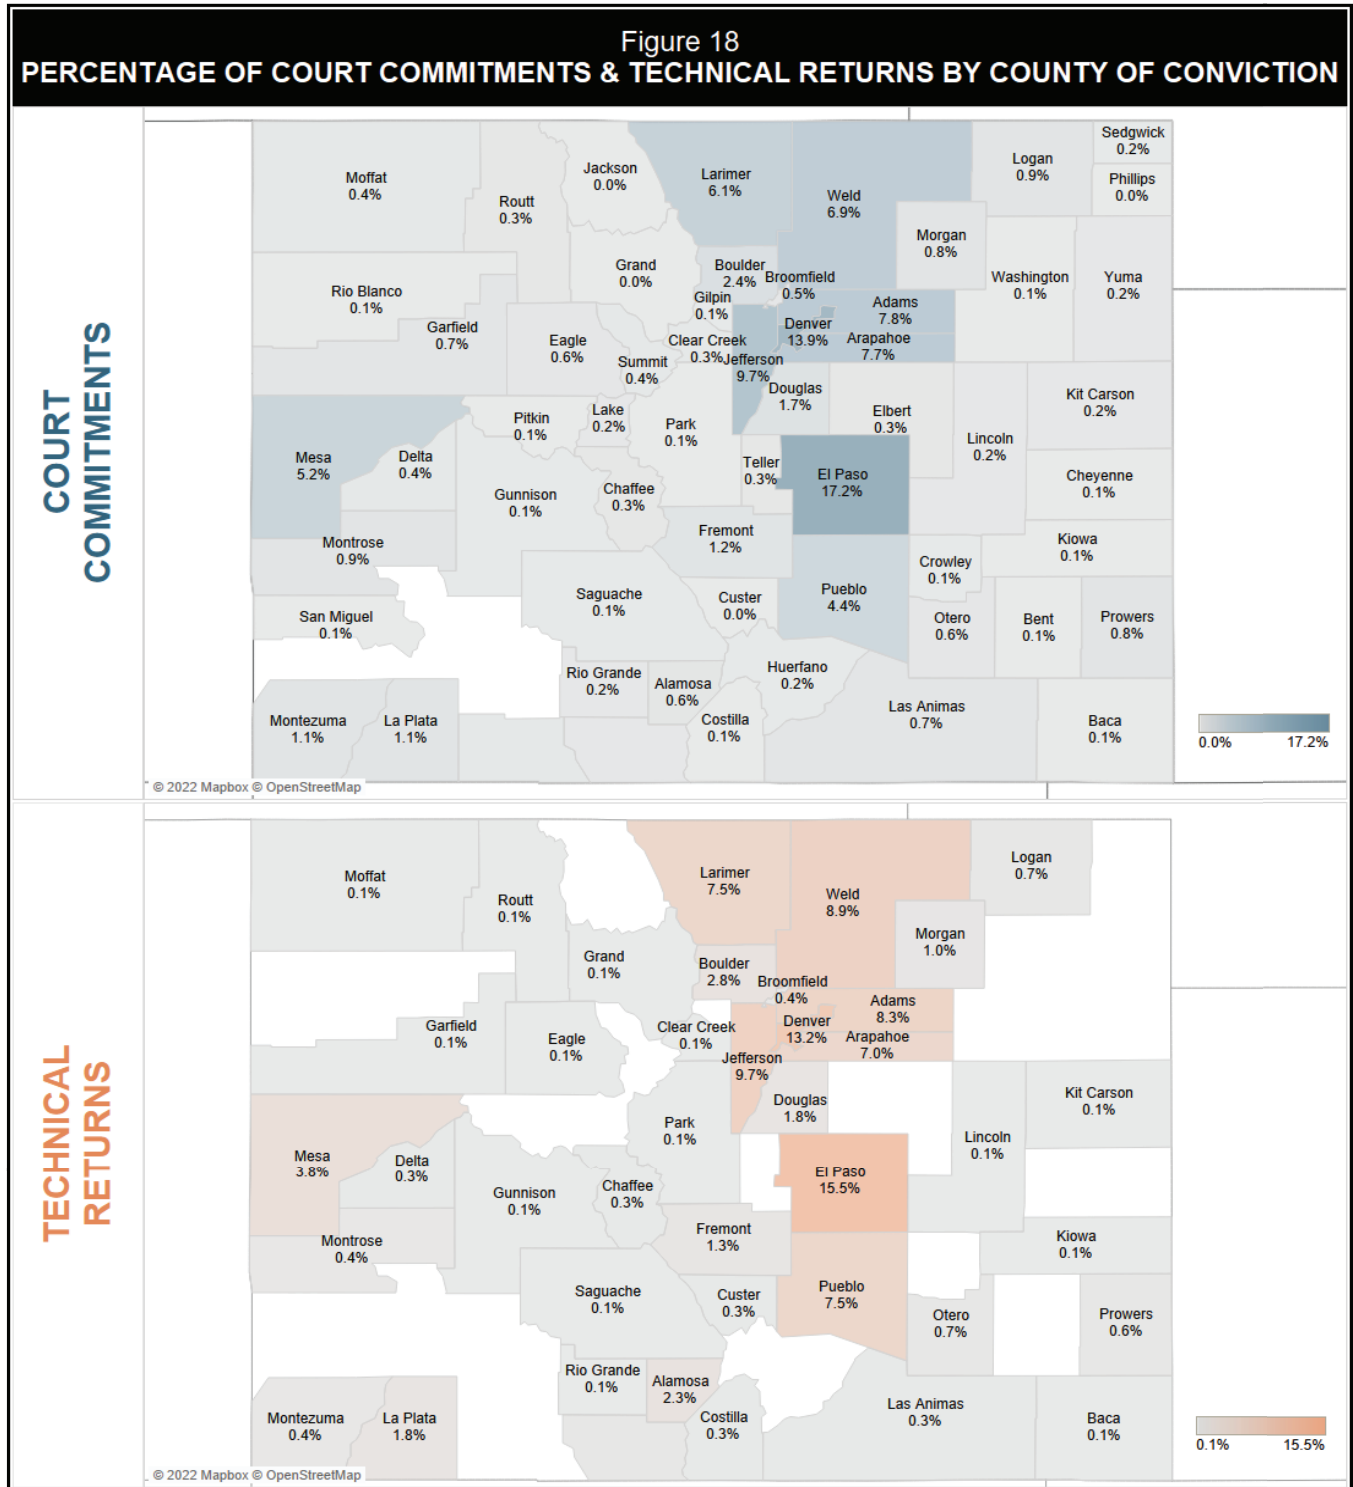 Figure 18
PERCENTAGE OF COURT COMMITMENTS & TECHNICAL RETURNS BY COUNTY OF CONVICTION
COURT
COMMITMENTS
Moffat
0.4%
Routt
0.3%
Jackson
0.0%
Larimer
6.1%
Weld
6.9%
Logan
0.9%
Sedgwick
0.2%
Phillips
0.0%
Morgan
0.8%
Rio Blanco
0.1%
Grand
0.0%
Boulder
2.4%
Broomfield
0.5%
Washington
0.1%
Yuma
0.2%
Gilpin
0.1%
Adams
7.8%
Garfield
0.7%
Eagle
0.6%
Summit
0.4%
Clear Creek
0.3%
Jefferson
9.7%
Denver
13.9%
Arapahoe
7.7%
Douglas
1.7%
Elbert
0.3%
Kit Carson
0.2%
Pitkin
0.1%
Lake
0.2%
Park
0.1%
Lincoln
0.2%
Mesa
5.2%
Delta
0.4%
Teller
0.3%
El Paso
17.2%
Cheyenne
0.1%
Gunnison
0.1%
Chaffee
0.3%
Fremont
1.2%
Montrose
0.9%
Kiowa
0.1%
Crowley
0.1%
San Miguel
0.1%
Saguache
0.1%
Custer
0.0%
Pueblo
4.4%
Otero
0.6%
Bent
0.1%
Prowers
0.8%
Rio Grande
0.2%
Alamosa
0.6%
Huerfano
0.2%
Montezuma
1.1%
La Plata
1.1%
Costilla
0.1%
Las Animas
0.7%
Baca
0.1%
0.0% 17.2%
© 2022 Mapbox © OpenStreetMap
TECHNICAL
RETURNS
Moffat
0.1%
Routt
0.1%
Larimer
7.5%
Weld
8.9%
Logan
0.7%
Morgan
1.0%
Grand
0.1%
Boulder
2.8%
Broomfield
0.4%
Adams
8.3%
Garfield
0.1%
Eagle
0.1%
Clear Creek
0.1%
Denver
13.2%
Arapahoe
7.0%
Jefferson
9.7%
Douglas
1.8%
Kit Carson
0.1%
Park
0.1%
Lincoln
0.1%
Mesa
3.8%
Delta
0.3%
El Paso
15.5%
Gunnison
0.1%
Chaffee
0.3%
Fremont
1.3%
Montrose
0.4%
Kiowa
0.1%
Saguache
0.1%
Custer
0.3%
Pueblo
7.5%
Otero
0.7%
Prowers
0.6%
Rio Grande
0.1%
Alamosa
2.3%
Montezuma
0.4%
La Plata
1.8%
Costilla
0.3%
Las Animas
0.3%
Baca
0.1%
0.1% 15.5%
© 2022 Mapbox © OpenStreetMap